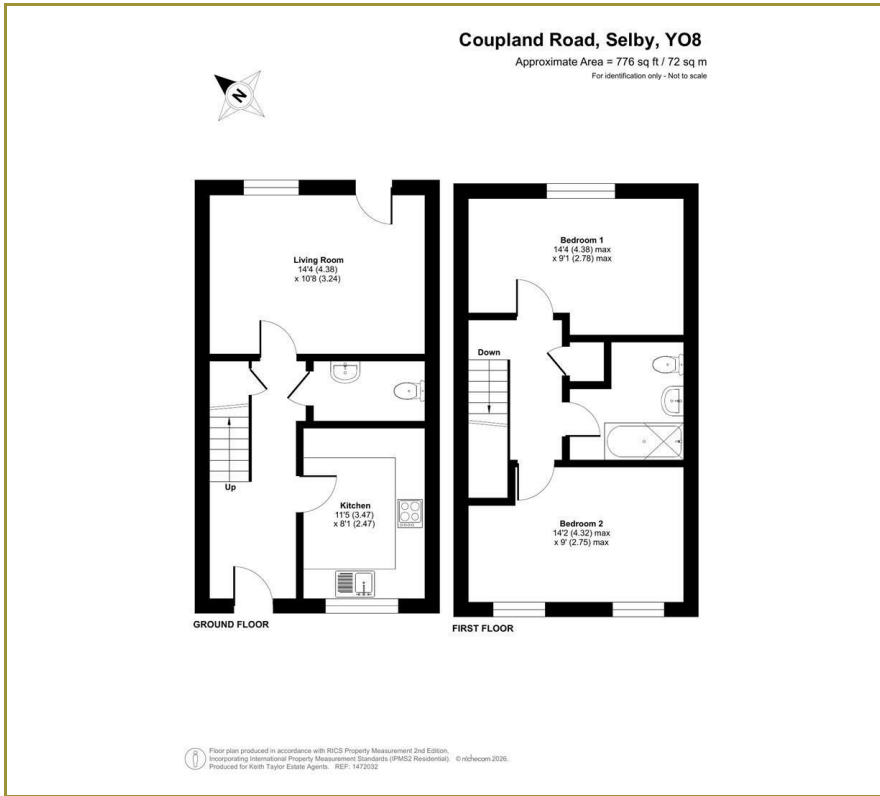 Coupland Road, Selby, YO8
Approximate Area = 776 sq ft / 72 sq m
For identification only - Not to scale
N
Living Room
14'4 (4.38)
x 10'8 (3.24)
Up
Kitchen
11'5 (3.47)
x 8'1 (2.47)
GROUND FLOOR
Bedroom 1
14'4 (4.38) max
x 9'1 (2.78) max
Down
Bedroom 2
14'2 (4.32) max
x 9' (2.75) max
FIRST FLOOR
Floor plan produced in accordance with RICS Property Measurement 2nd Edition,
Incorporating International Property Measurement Standards (IPMS2 Residential). © nichecom 2026.
Produced for Keith Taylor Estate Agents. REF: 1472032